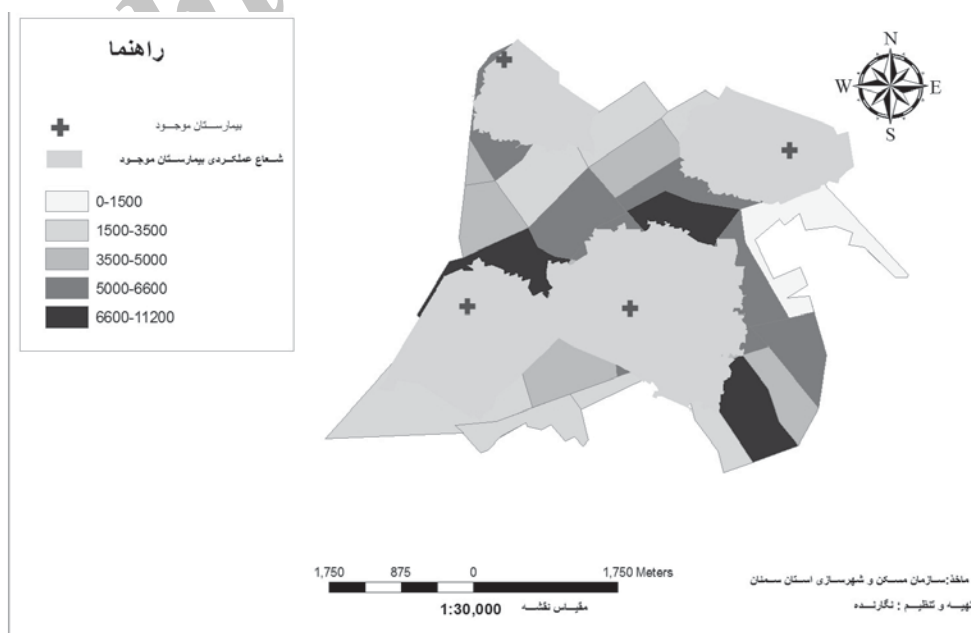 راهنما
بیمارستان موجود
شعاع عملکردی بیمارستان موجود
0-1500
1500-3500
3500-5000
5000-6600
6600-11200
N
W E
S
1,750 875 0 1,750 Meters
1:30,000 مقیاس نقشه
ماخذ:سازمان مسکن و شهرسازی استان سمنان
تهیه و تنظیم : نگارنده